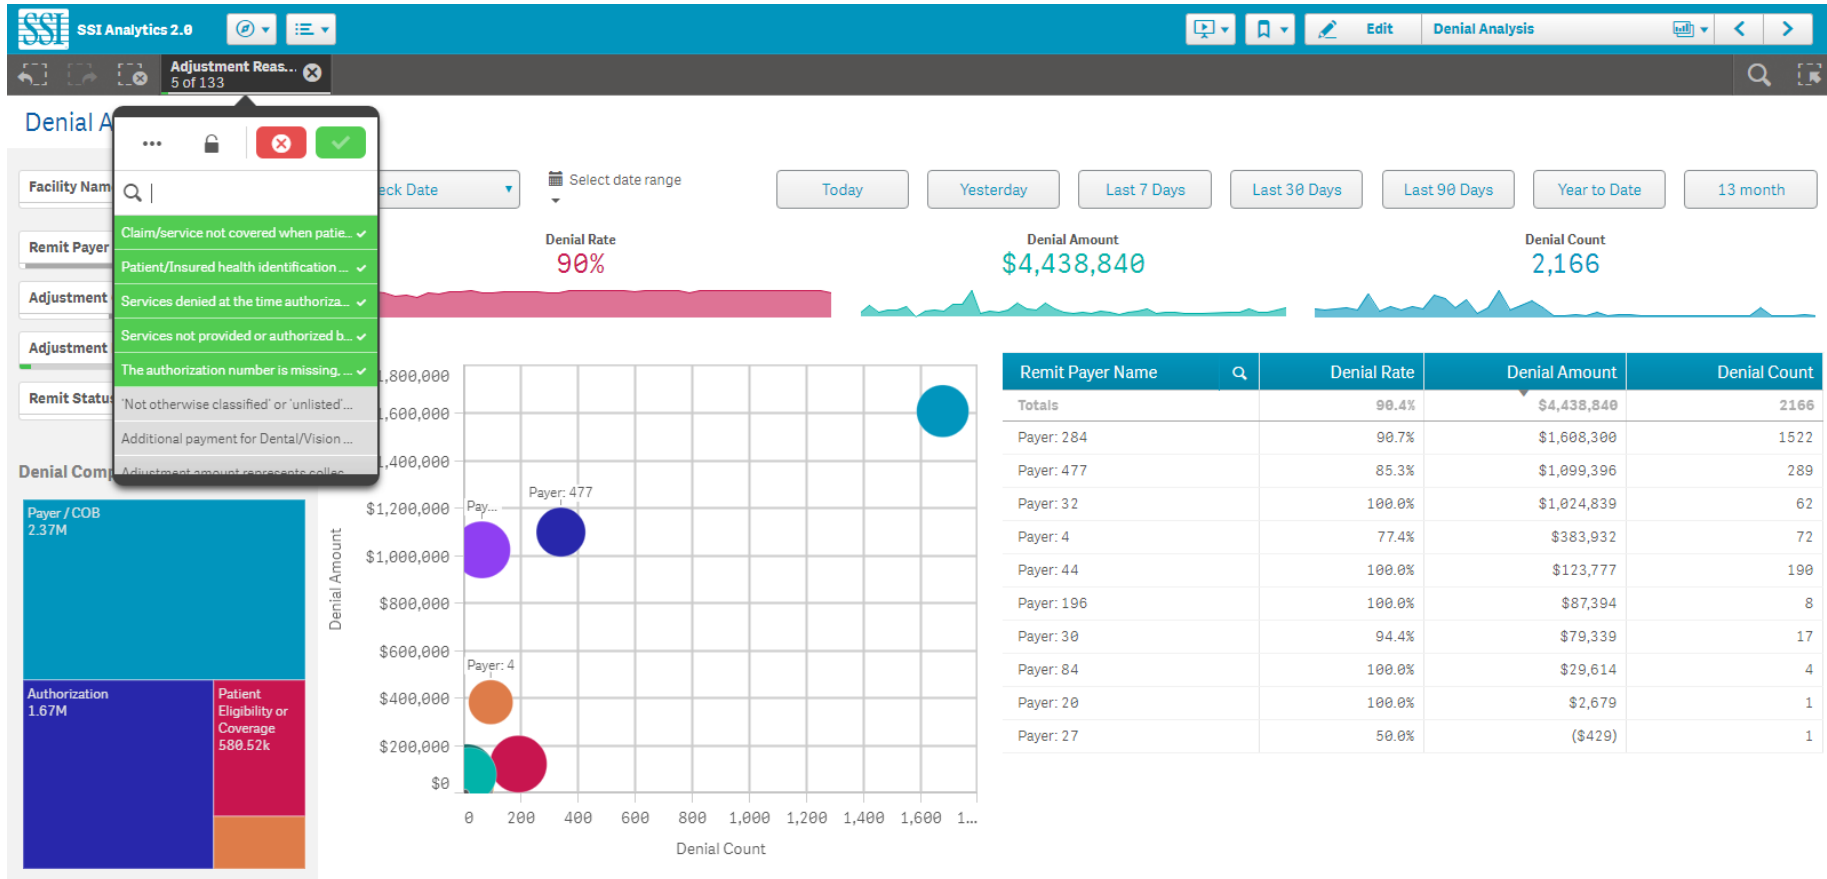 SSI
SSI Analytics 2.0
Edit
Denial Analysis
Adjustment Reas...
5 of 133
Denial A
Facility Nam
eck Date
Select date range
Today
Yesterday
Last 7 Days
Last 30 Days
Last 90 Days
Year to Date
13 month
Claim/service not covered when patie...
Patient/Insured health identification ...
Services denied at the time authoriza...
Services not provided or authorized b...
The authorization number is missing, ...
'Not otherwise classified' or 'unlisted'...
Additional payment for Dental/Vision ...
Adjustment amount represents collec
Remit Payer
Adjustment
Adjustment
Remit Statu
Denial Rate
90%
Denial Amount
$4,438,840
Denial Count
2,166
Denial Comp
Payer / COB
2.37M
Authorization
1.67M
Patient
Eligibility or
Coverage
580.52k
Denial Amount
1,800,000
1,600,000
1,400,000
$1,200,000
$1,000,000
$800,000
$600,000
$400,000
$200,000
$0
Pay...
Payer: 477
Payer: 4
0 200 400 600 800 1,000 1,200 1,400 1,600 1...
Denial Count
Remit Payer Name Denial Rate Denial Amount Denial Count
Totals 90.4% $4,438,840 2166
Payer: 284 90.7% $1,608,300 1522
Payer: 477 85.3% $1,099,396 289
Payer: 32 100.0% $1,024,839 62
Payer: 4 77.4% $383,932 72
Payer: 44 100.0% $123,777 190
Payer: 196 100.0% $87,394 8
Payer: 30 94.4% $79,339 17
Payer: 84 100.0% $29,614 4
Payer: 20 100.0% $2,679 1
Payer: 27 50.0% ($429) 1